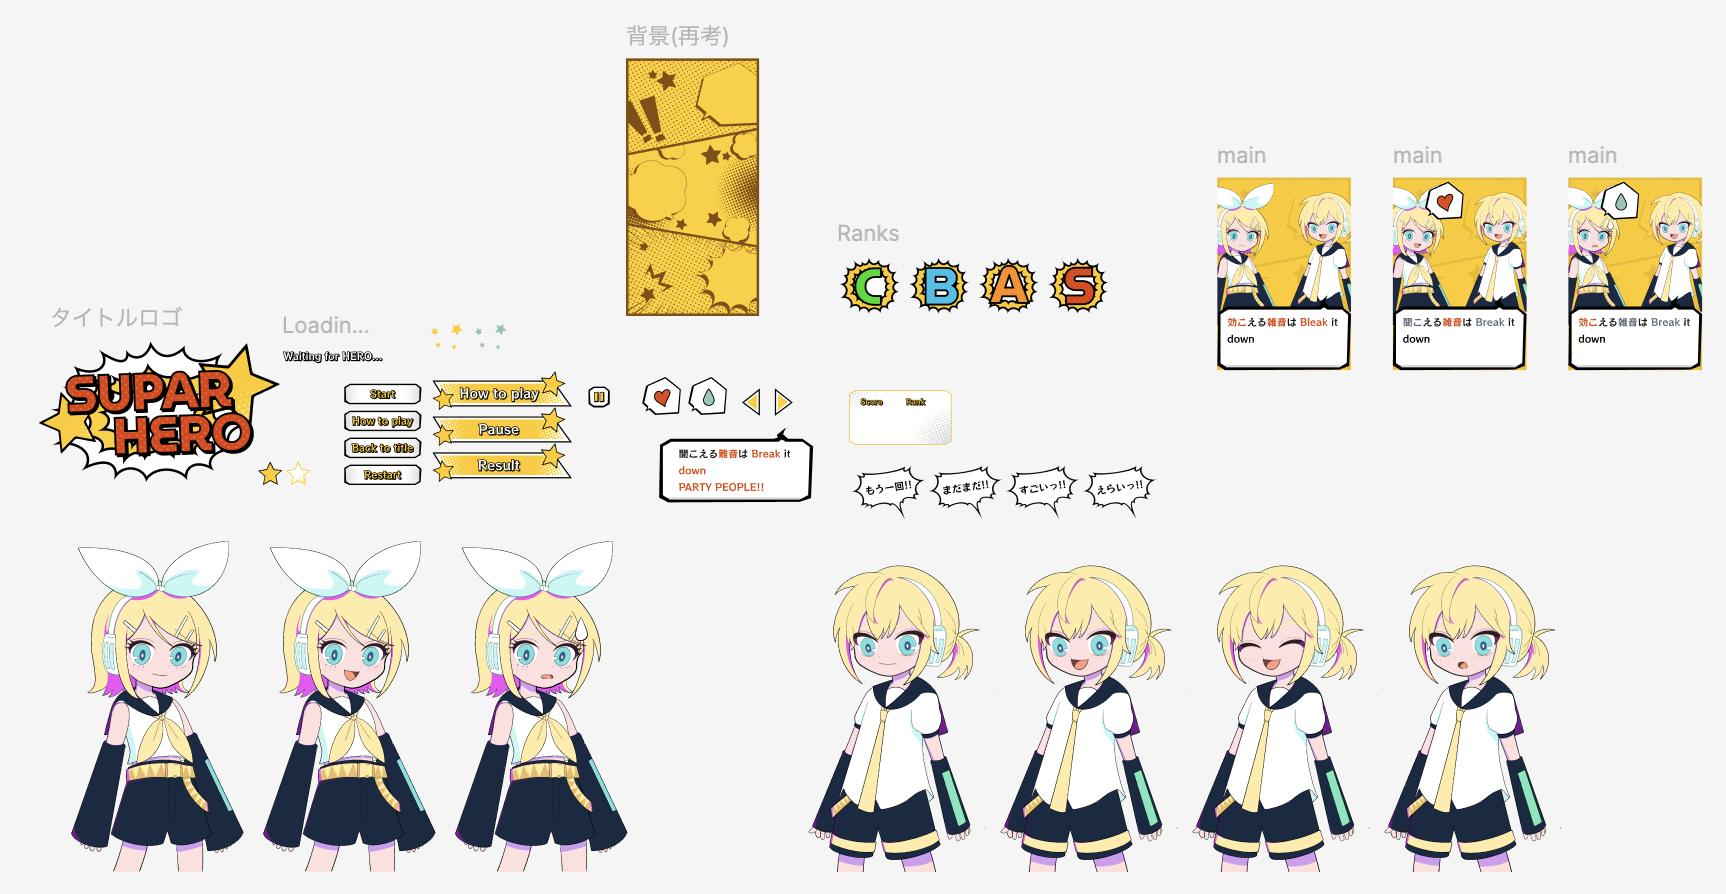 背景(再考)
main
main
main
Ranks
C B A S
タイトルロゴ
Loadin...
Waiting for HERO...
SUPAR
HERO
Start
How to play
Back to title
Restart
How to play
Pause
Result
聞こえる雑音は Break it
down
PARTY PEOPLE!!
Score
Rank
もう一回!!
まだまだ!!
すごいっ!!
えらいっ!!
効こえる雑音は Bleak it
down
聞こえる雑音は Break it
down
効こえる雑音は Break it
down